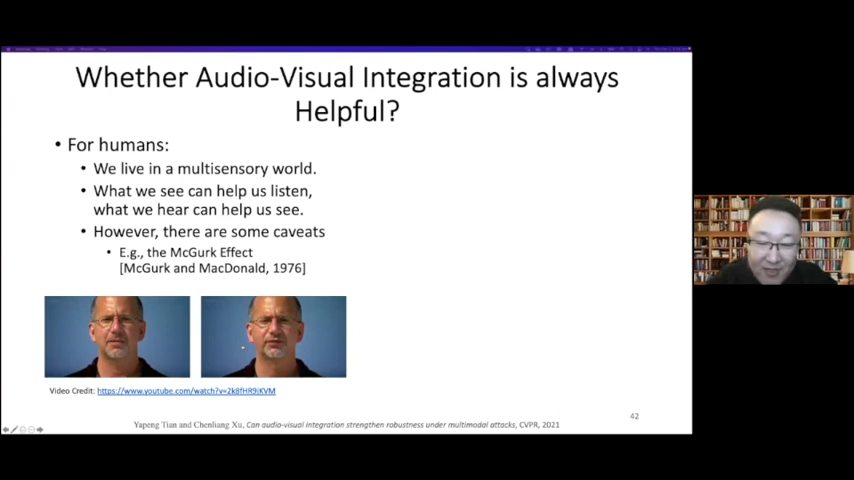 Whether Audio-Visual Integration is always
Helpful?
• For humans:
• We live in a multisensory world.
• What we see can help us listen,
what we hear can help us see.
• However, there are some caveats
• E.g., the McGurk Effect
[McGurk and MacDonald, 1976]
Video Credit: https://www.youtube.com/watch?v=2k8fHR9jKVM
42
Yapeng Tian and Chenliang Xu, Can audio-visual integration strengthen robustness under multimodal attacks, CVPR, 2021